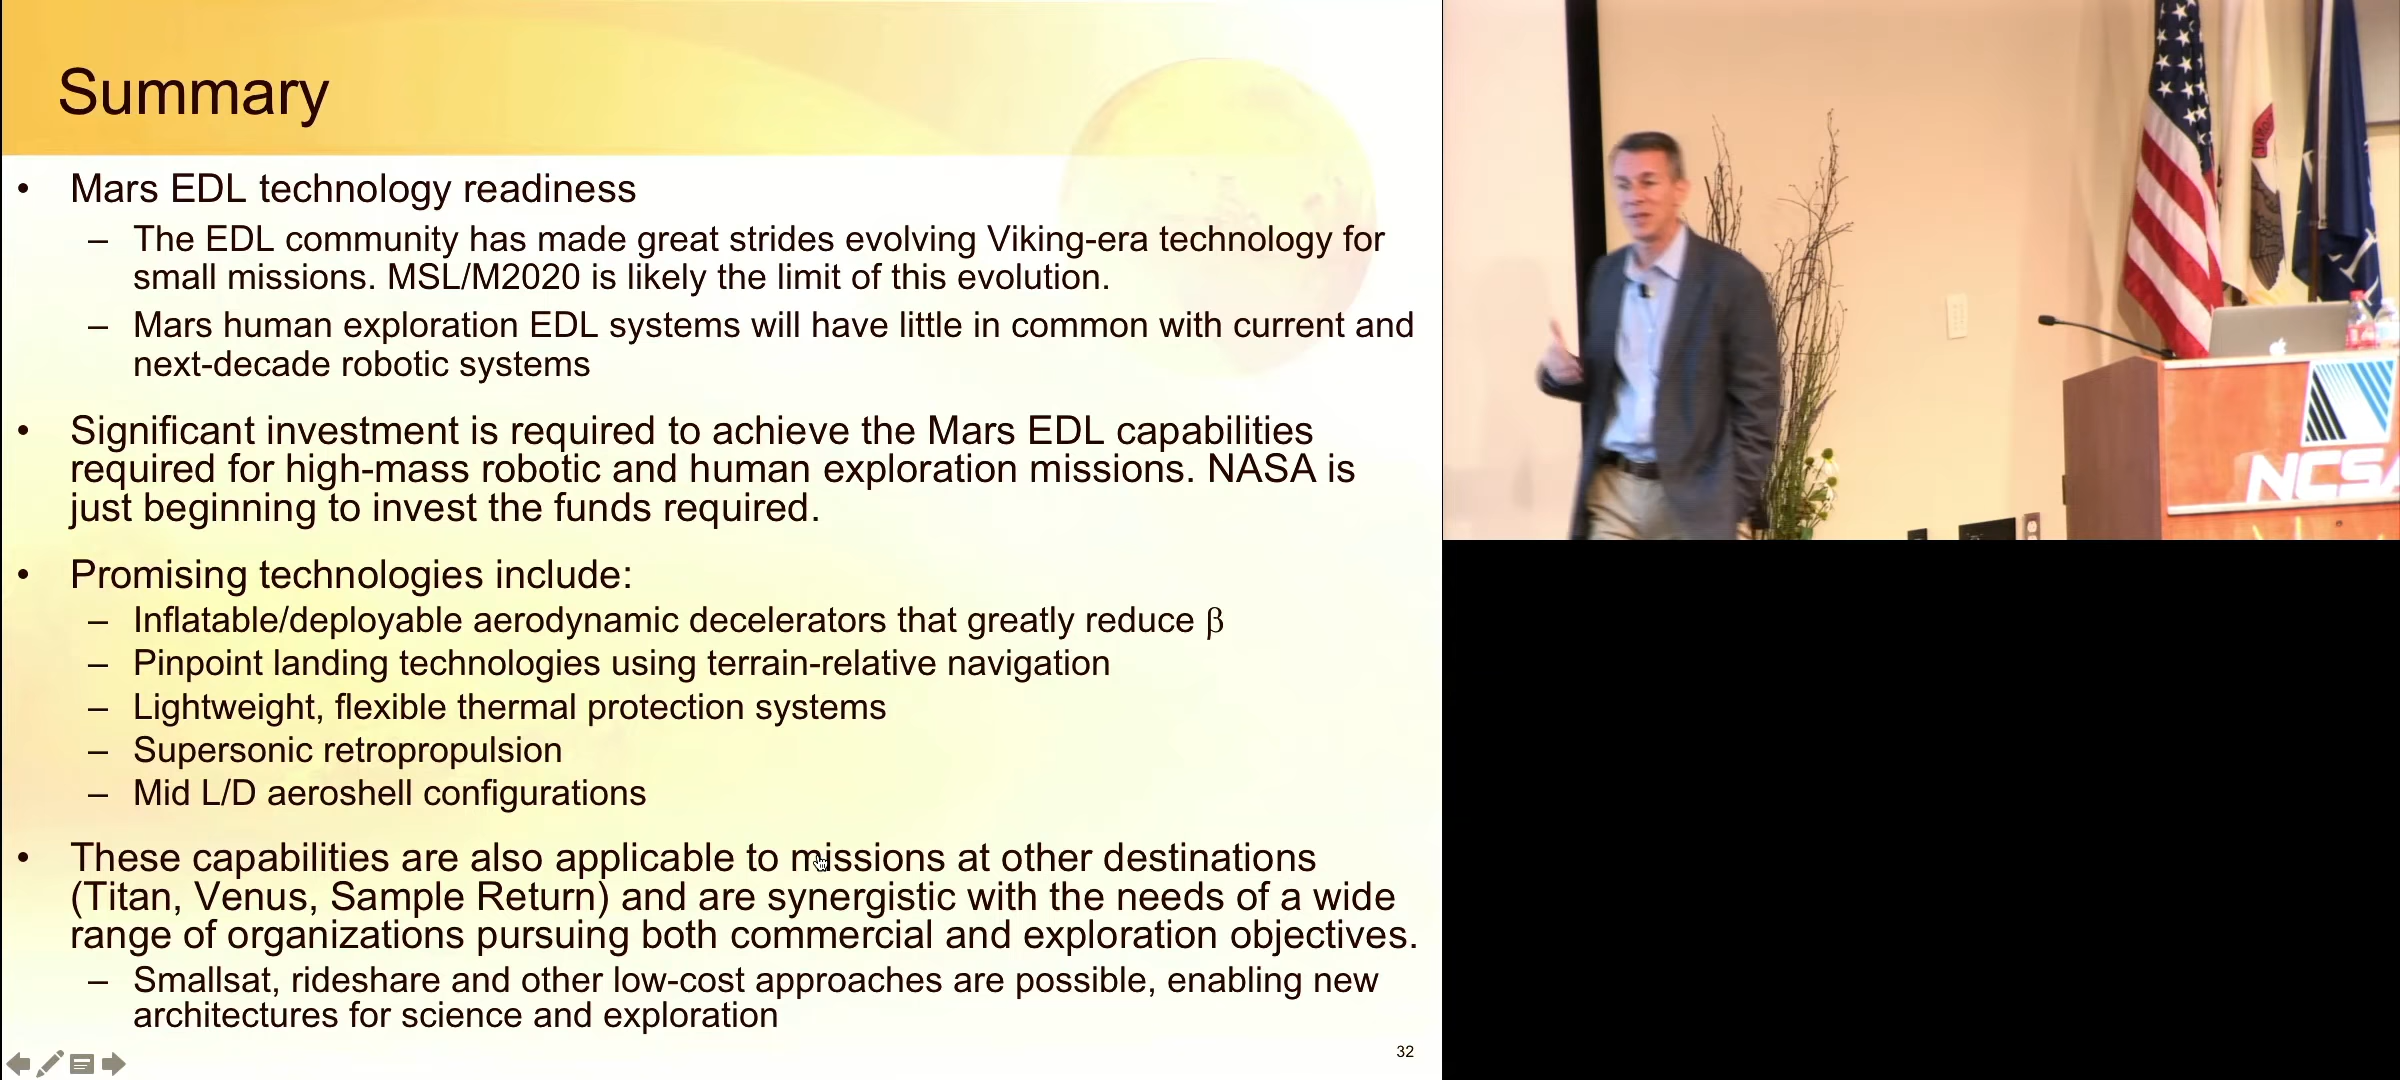 Summary
• Mars EDL technology readiness
– The EDL community has made great strides evolving Viking-era technology for
small missions. MSL/M2020 is likely the limit of this evolution.
– Mars human exploration EDL systems will have little in common with current and
next-decade robotic systems
• Significant investment is required to achieve the Mars EDL capabilities
required for high-mass robotic and human exploration missions. NASA is
just beginning to invest the funds required.
• Promising technologies include:
– Inflatable/deployable aerodynamic decelerators that greatly reduce β
– Pinpoint landing technologies using terrain-relative navigation
– Lightweight, flexible thermal protection systems
– Supersonic retropropulsion
– Mid L/D aeroshell configurations
• These capabilities are also applicable to missions at other destinations
(Titan, Venus, Sample Return) and are synergistic with the needs of a wide
range of organizations pursuing both commercial and exploration objectives.
– Smallsat, rideshare and other low-cost approaches are possible, enabling new
architectures for science and exploration
32
NCSA